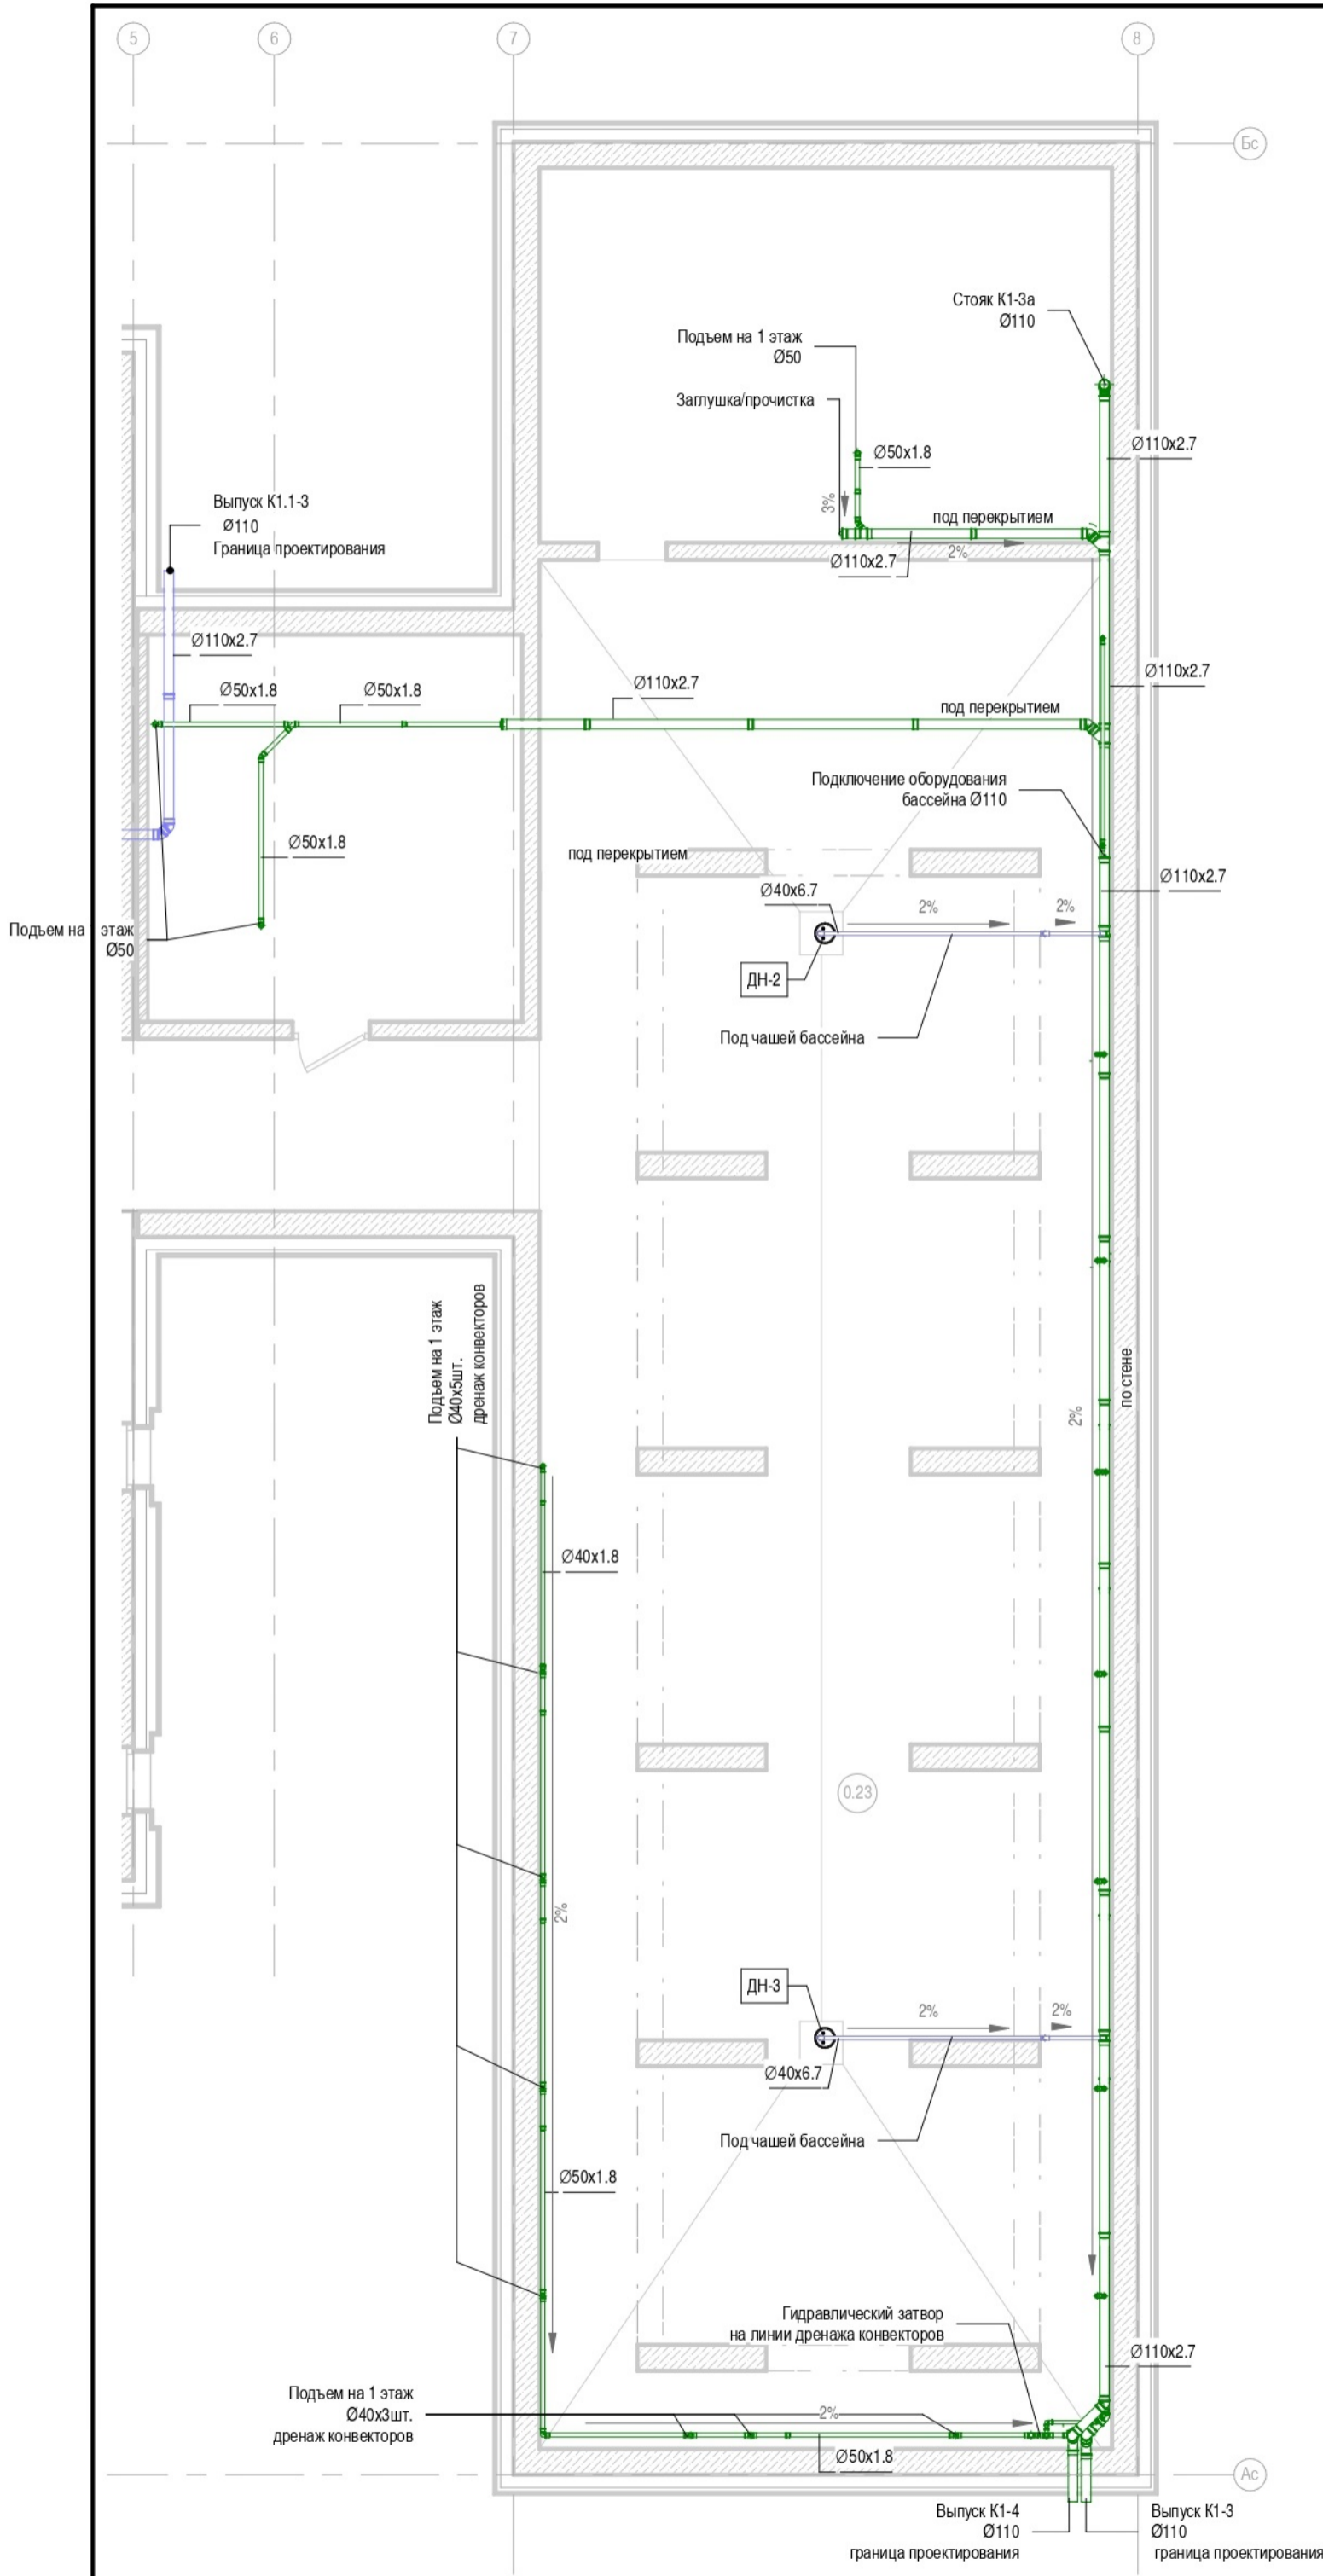 5
6
7
8
Бс
Стояк К1-3а
Ø110
Подъем на 1 этаж
Ø50
Заглушка/прочистка
Ø110x2.7
Ø50x1.8
3%
под перекрытием
2%
Ø110x2.7
Выпуск К1.1-3
Ø110
Граница проектирования
Ø110x2.7
Ø50x1.8
Ø50x1.8
Ø110x2.7
под перекрытием
Ø110x2.7
Подключение оборудования
бассейна Ø110
Ø50x1.8
под перекрытием
Ø110x2.7
Ø40x6.7
2%
2%
Подъем на этаж
Ø50
ДН-2
Под чашей бассейна
Подъем на 1 этаж
Ø40x5шт.
дренаж конвекторов
по стене
2%
Ø40x1.8
0.23
2%
ДН-3
2%
2%
Ø40x6.7
Под чашей бассейна
Ø50x1.8
Гидравлический затвор
на линии дренажа конвекторов
Ø110x2.7
Подъем на 1 этаж
Ø40x3шт.
дренаж конвекторов
2%
Ø50x1.8
Ас
Выпуск К1-4
Ø110
граница проектирования
Выпуск К1-3
Ø110
граница проектирования